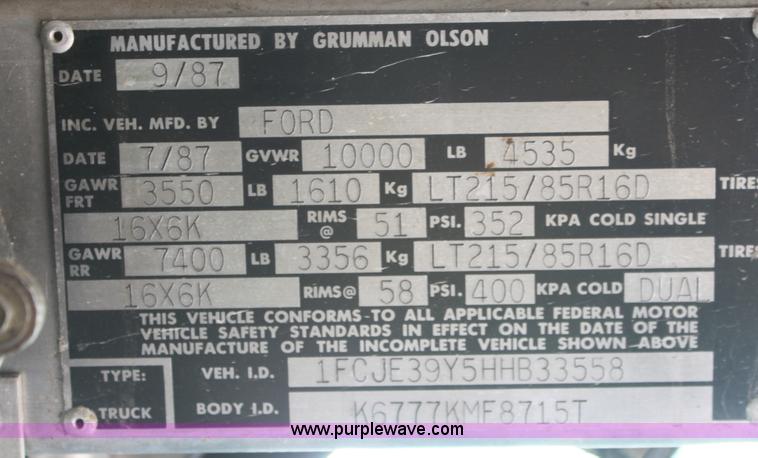 MANUFACTURED BY GRUMMAN OLSON
DATE 9/87
INC. VEH. MFD. BY FORD
DATE 7/87 GVWR 10000 LB 4535 Kg
GAWR FRT 3550 LB 1610 Kg LT215/85R16D TIRES
16X6K RIMS @ 51 PSI. 352 KPA COLD SINGLE
GAWR RR 7400 LB 3356 Kg LT215/85R16D TIRES
16X6K RIMS@ 58 PSI. 400 KPA COLD DUAL
THIS VEHICLE CONFORMS TO ALL APPLICABLE FEDERAL MOTOR
VEHICLE SAFETY STANDARDS IN EFFECT ON THE DATE OF THE
MANUFACTURE OF THE INCOMPLETE VEHICLE SHOWN ABOVE
TYPE: VEH. I.D. 1FCJE39Y5HHB33558
TRUCK BODY I.D. K6777KMF8715T
www.purplewave.com